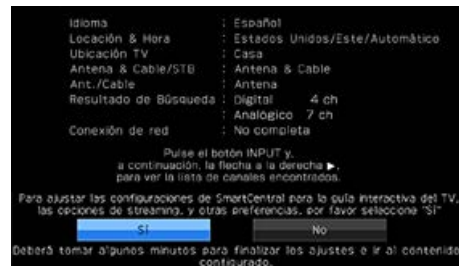 Idioma : Español
Locación & Hora : Estados Unidos/Este/Automático
Ubicación TV : Casa
Antena & Cable/STB : Antena & Cable
Ant./Cable : Antena
Resultado de Búsqueda : Digital 4 ch
: Analógico 7 ch
Conexión de red : No completa
Pulse el botón INPUT y,
a continuación, la flecha a la derecha ▶,
para ver la lista de canales encontrados.
Para ajustar las configuraciones de SmartCentral para la guía interactiva del TV,
las opciones de streaming, y otras preferencias, por favor seleccione "Sí"
Sí No
Deberá tomar algunos minutos para finalizar los ajustes e ir al contenido
configurado.